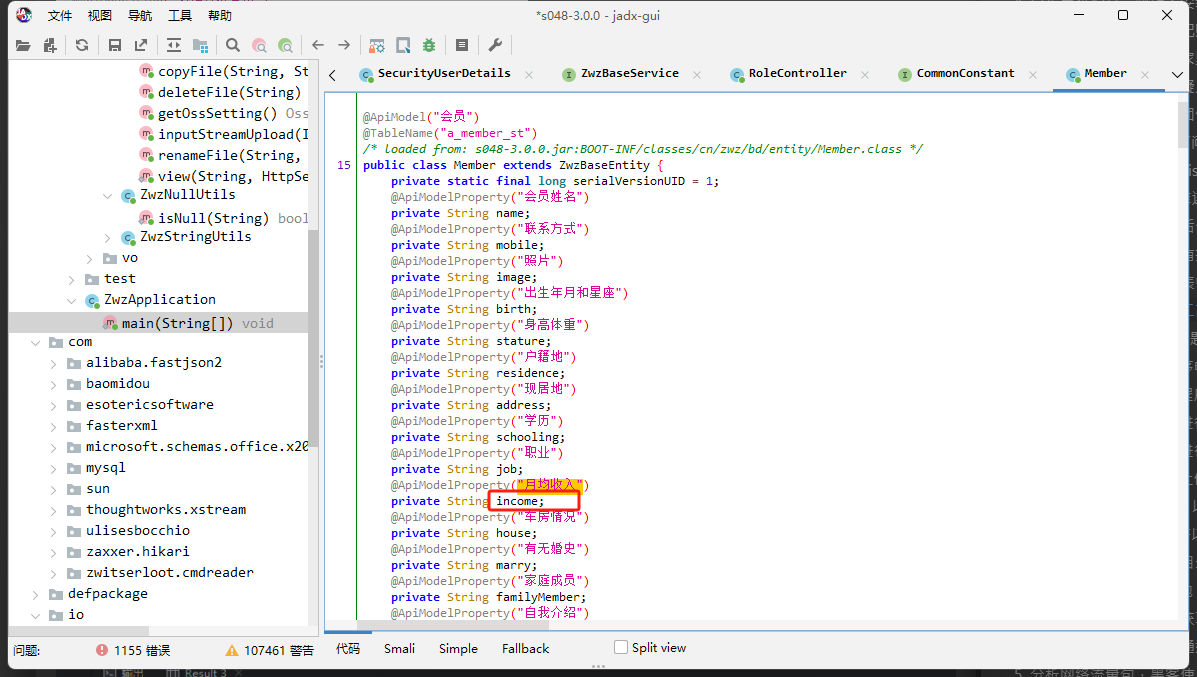 文件 视图 导航 工具 帮助
*s048-3.0.0 - jadx-gui
copyFile(String, St
deleteFile(String)
getOssSetting() Oss
inputStreamUpload(I
renameFile(String,
view(String, HttpSe
ZwzNullUtils
isNull(String) bool
ZwzStringUtils
vo
test
ZwzApplication
main(String[]) void
com
alibaba.fastjson2
baomidou
esotericsoftware
fasterxml
microsoft.schemas.office.x20
mysql
sun
thoughtworks.xstream
ulisesbocchio
zaxxer.hikari
zwitserloot.cmdreader
defpackage
io
SecurityUserDetails
ZwzBaseService
RoleController
CommonConstant
Member
@ApiModel("会员")
@TableName("a_member_st")
/* loaded from: s048-3.0.0.jar:BOOT-INF/classes/cn/zwz/bd/entity/Member.class */
15 public class Member extends ZwzBaseEntity {
private static final long serialVersionUID = 1;
@ApiModelProperty("会员姓名")
private String name;
@ApiModelProperty("联系方式")
private String mobile;
@ApiModelProperty("照片")
private String image;
@ApiModelProperty("出生年月和星座")
private String birth;
@ApiModelProperty("身高体重")
private String stature;
@ApiModelProperty("户籍地")
private String residence;
@ApiModelProperty("现居地")
private String address;
@ApiModelProperty("学历")
private String schooling;
@ApiModelProperty("职业")
private String job;
@ApiModelProperty("月均收入")
private String income;
@ApiModelProperty("车房情况")
private String house;
@ApiModelProperty("有无婚史")
private String marry;
@ApiModelProperty("家庭成员")
private String familyMember;
@ApiModelProperty("自我介绍")
问题: 1155 错误 107461 警告
代码 Smali Simple Fallback Split view
Result 3